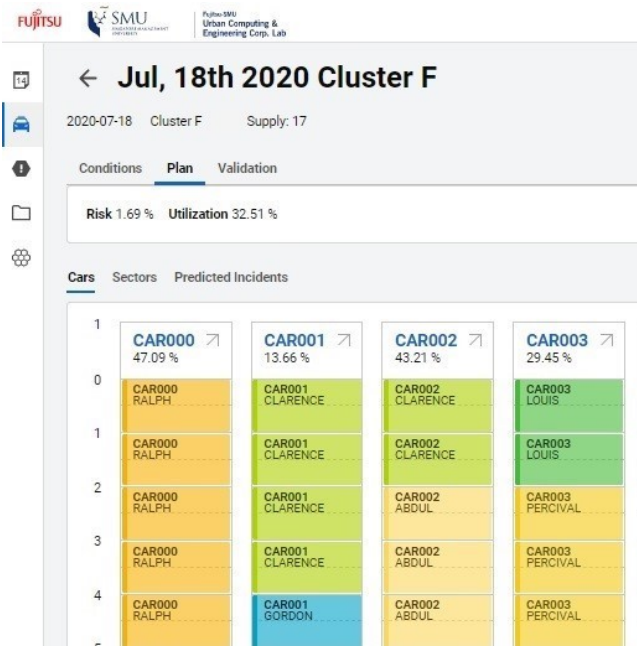 FUJITSU
SMU
Fujitsu-SMU
Urban Computing &
Engineering Corp. Lab
14
← Jul, 18th 2020 Cluster F
2020-07-18 Cluster F Supply: 17
Conditions Plan Validation
Risk 1.69 % Utilization 32.51 %
Cars Sectors Predicted Incidents
1
CAR000 CAR001 CAR002 CAR003
47.09 % 13.66 % 43.21 % 29.45 %
0
CAR000 CAR001 CAR002 CAR003
RALPH CLARENCE CLARENCE LOUIS
1
CAR000 CAR001 CAR002 CAR003
RALPH CLARENCE CLARENCE LOUIS
2
CAR000 CAR001 CAR002 CAR003
RALPH CLARENCE ABDUL PERCIVAL
3
CAR000 CAR001 CAR002 CAR003
RALPH CLARENCE ABDUL PERCIVAL
4
CAR000 CAR001 CAR002 CAR003
RALPH GORDON ABDUL PERCIVAL